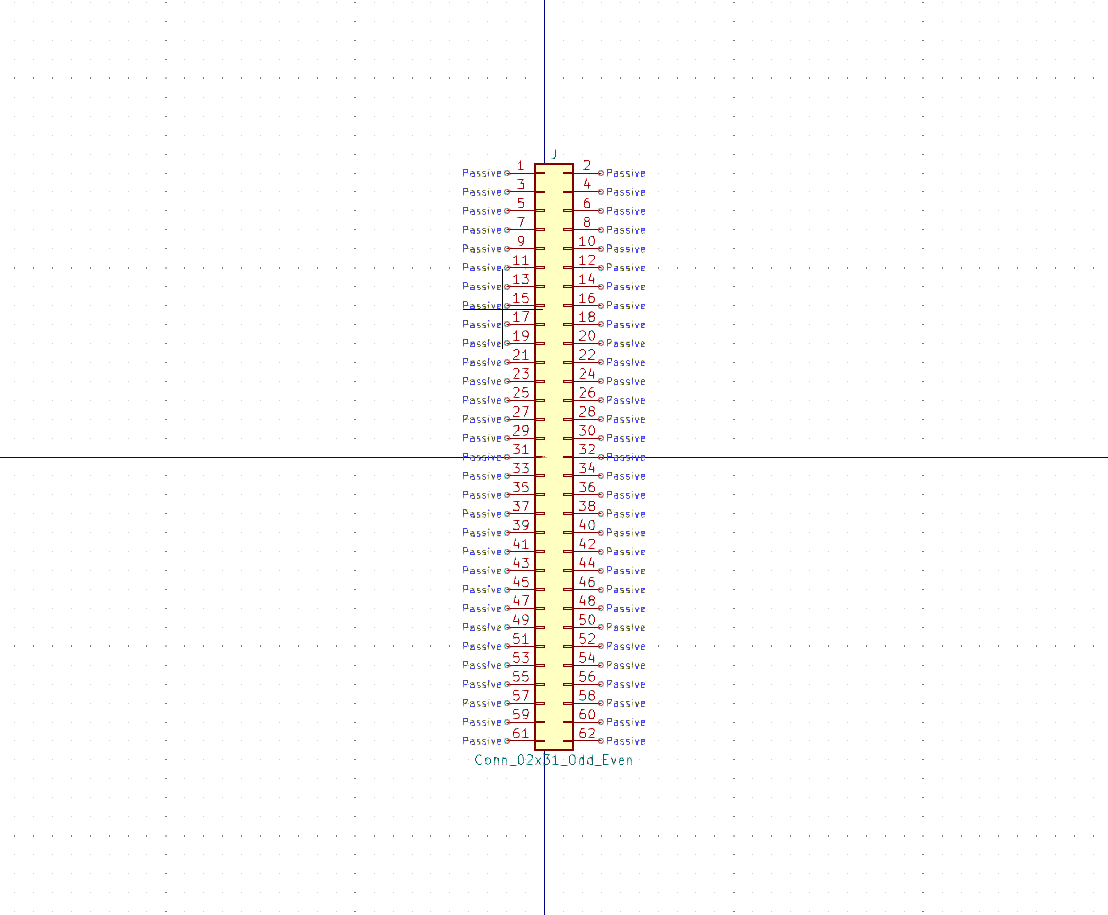 J
Passive 1 2 Passive
Passive 3 4 Passive
Passive 5 6 Passive
Passive 7 8 Passive
Passive 9 10 Passive
Passive 11 12 Passive
Passive 13 14 Passive
Passive 15 16 Passive
Passive 17 18 Passive
Passive 19 20 Passive
Passive 21 22 Passive
Passive 23 24 Passive
Passive 25 26 Passive
Passive 27 28 Passive
Passive 29 30 Passive
Passive 31 32 Passive
Passive 33 34 Passive
Passive 35 36 Passive
Passive 37 38 Passive
Passive 39 40 Passive
Passive 41 42 Passive
Passive 43 44 Passive
Passive 45 46 Passive
Passive 47 48 Passive
Passive 49 50 Passive
Passive 51 52 Passive
Passive 53 54 Passive
Passive 55 56 Passive
Passive 57 58 Passive
Passive 59 60 Passive
Passive 61 62 Passive
Conn_02x31_Odd_Even